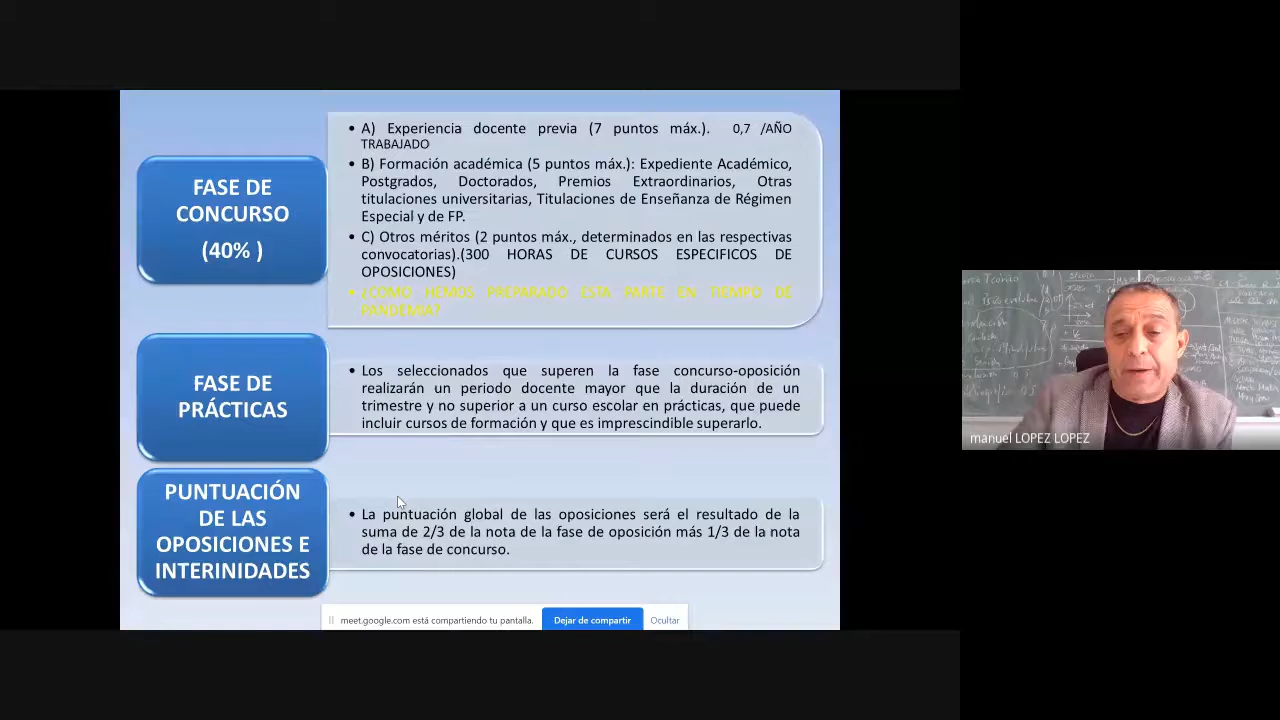 FASE DE
CONCURSO
(40% )
• A) Experiencia docente previa (7 puntos máx.). 0,7 /AÑO
TRABAJADO
• B) Formación académica (5 puntos máx.): Expediente Académico,
Postgrados, Doctorados, Premios Extraordinarios, Otras
titulaciones universitarias, Titulaciones de Enseñanza de Régimen
Especial y de FP.
• C) Otros méritos (2 puntos máx., determinados en las respectivas
convocatorias).(300 HORAS DE CURSOS ESPECIFICOS DE
OPOSICIONES)
• ¿COMO HEMOS PREPARADO ESTA PARTE EN TIEMPO DE
PANDEMIA?
FASE DE
PRÁCTICAS
• Los seleccionados que superen la fase concurso-oposición
realizarán un periodo docente mayor que la duración de un
trimestre y no superior a un curso escolar en prácticas, que puede
incluir cursos de formación y que es imprescindible superarlo.
PUNTUACIÓN
DE LAS
OPOSICIONES E
INTERINIDADES
• La puntuación global de las oposiciones será el resultado de la
suma de 2/3 de la nota de la fase de oposición más 1/3 de la nota
de la fase de concurso.
meet.google.com está compartiendo tu pantalla.
Dejar de compartir
Ocultar
manuel LOPEZ LOPEZ